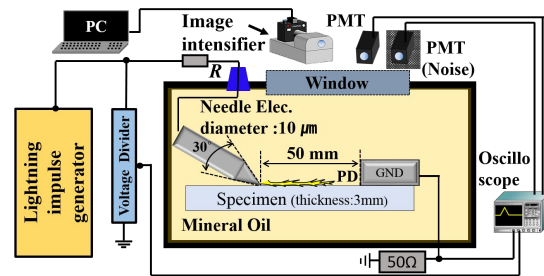 PC
Image
intensifier
PMT
PMT
(Noise)
R
Window
Needle Elec.
diameter :10 ㎛
30°
50 mm
PD
GND
Lightning
impulse
generator
Voltage Divider
Specimen (thickness:3mm)
Mineral Oil
Oscillo
scope
50Ω